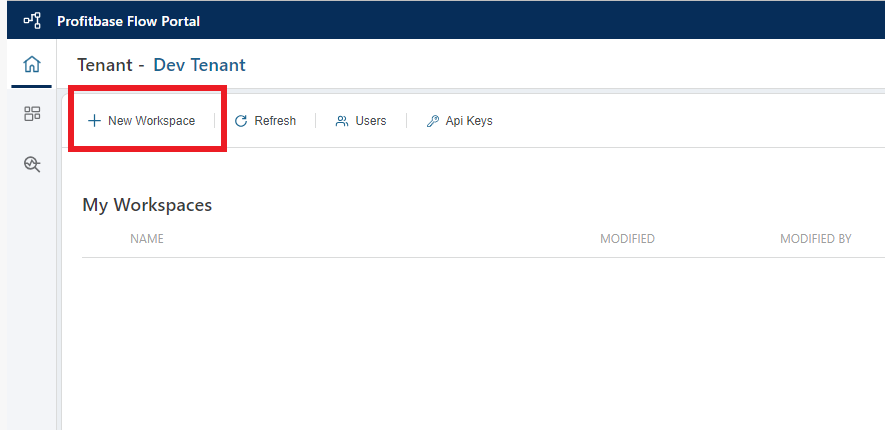 Profitbase Flow Portal
Tenant - Dev Tenant
New Workspace Refresh Users Api Keys
My Workspaces
NAME MODIFIED MODIFIED BY